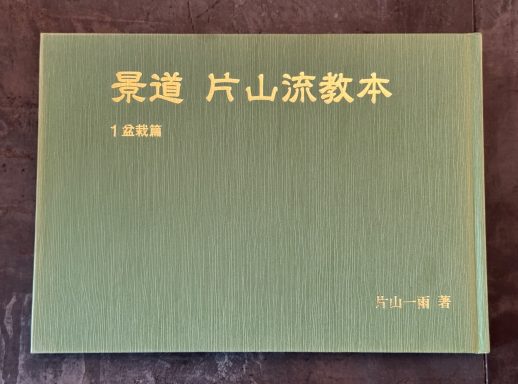 景道 片山流教本
1 盆栽篇
片山一雨 著